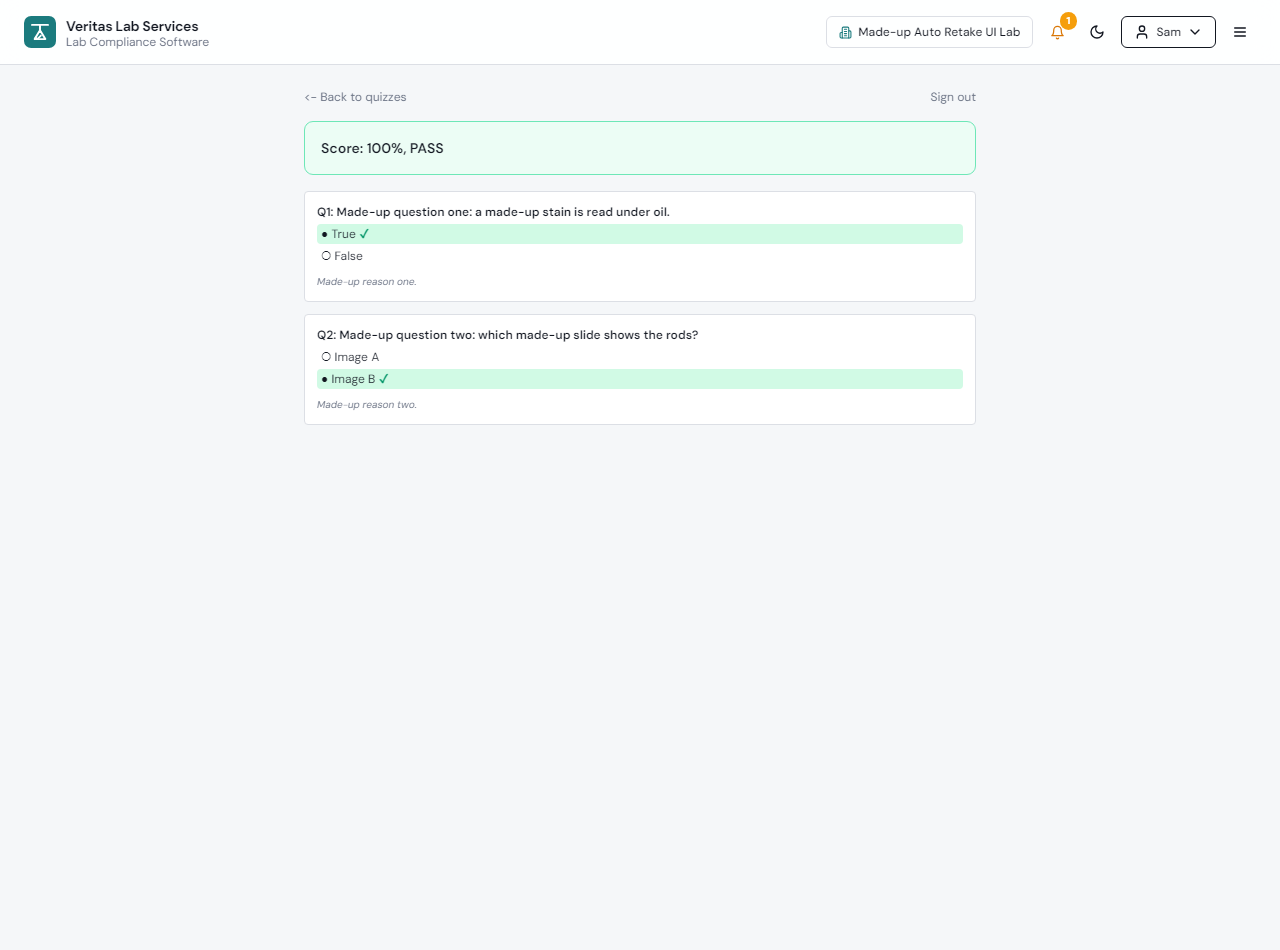 Veritas Lab Services
Lab Compliance Software
Made-up Auto Retake UI Lab
1
Sam
<- Back to quizzes
Sign out
Score: 100%, PASS
Q1: Made-up question one: a made-up stain is read under oil.
● True ✓
○ False
Made-up reason one.
Q2: Made-up question two: which made-up slide shows the rods?
○ Image A
● Image B ✓
Made-up reason two.